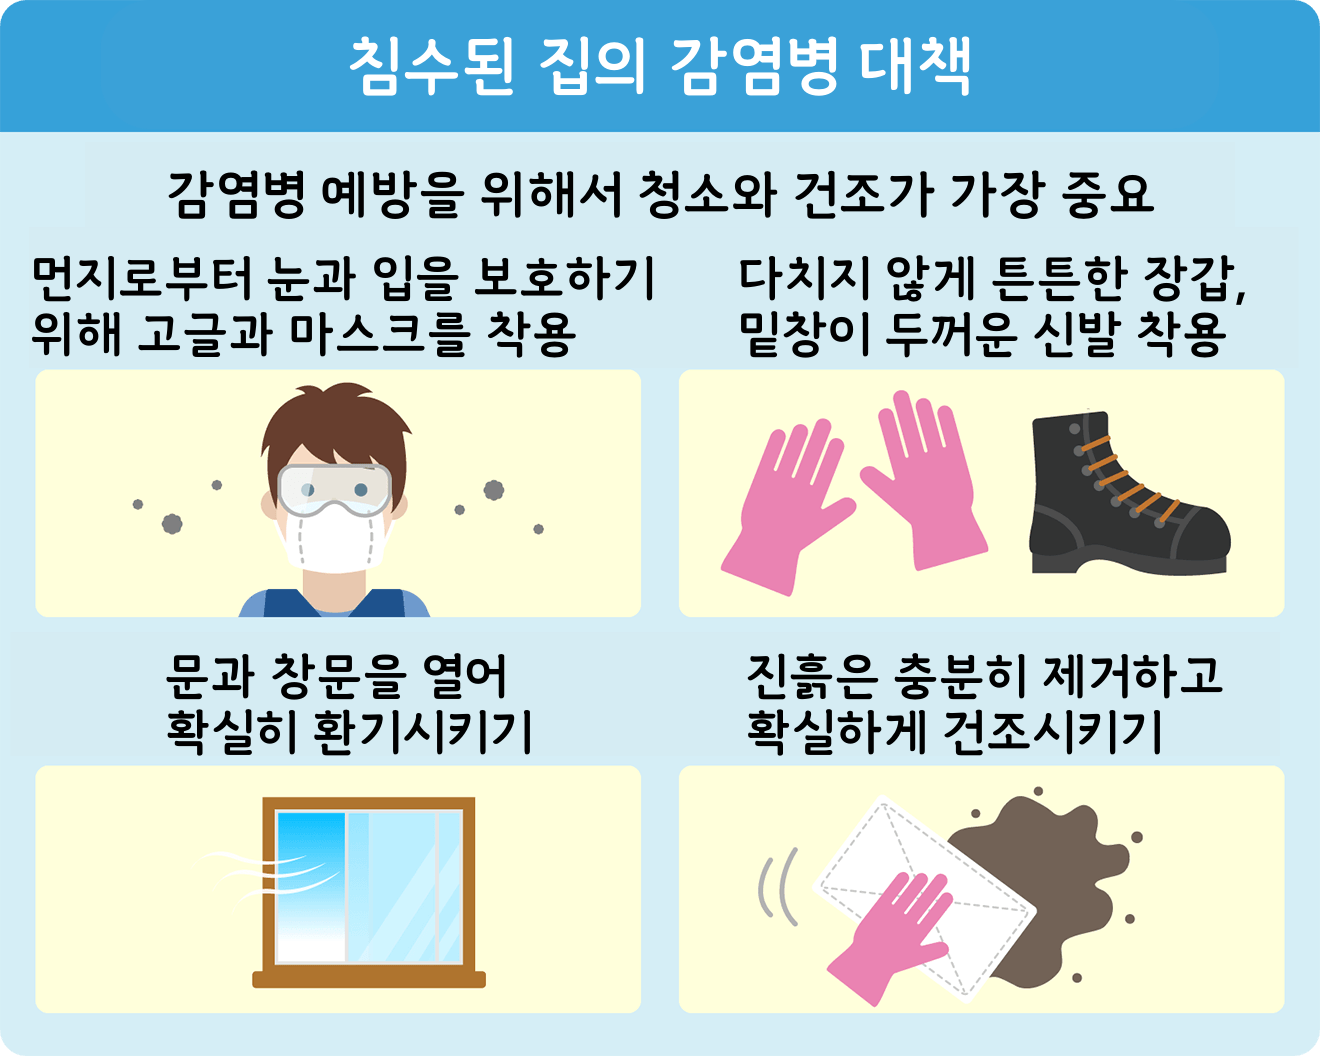 침수된 집의 감염병 대책
감염병 예방을 위해서 청소와 건조가 가장 중요
먼지로부터 눈과 입을 보호하기
위해 고글과 마스크를 착용
다치지 않게 튼튼한 장갑,
밑창이 두꺼운 신발 착용
문과 창문을 열어
확실히 환기시키기
진흙은 충분히 제거하고
확실하게 건조시키기